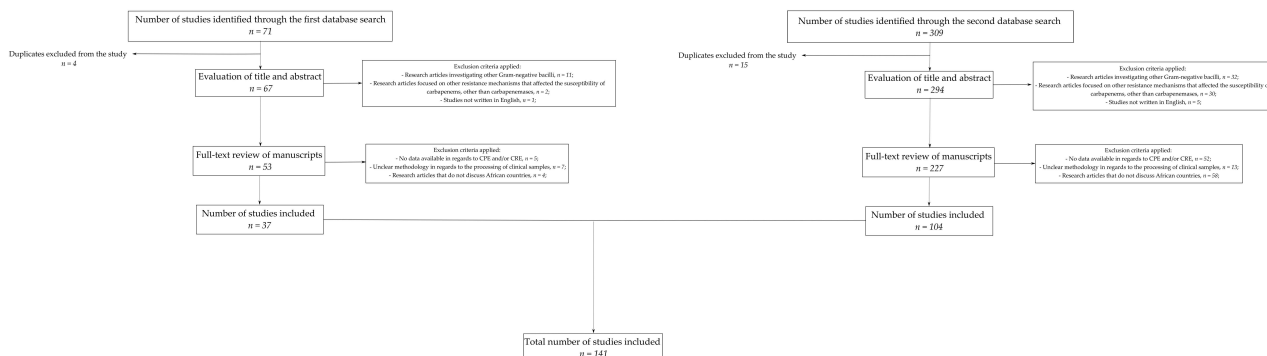 Number of studies identified through the first database search
n = 71
Duplicates excluded from the study
n = 4
Evaluation of title and abstract
n = 67
Exclusion criteria applied:
- Research articles investigating other Gram-negative bacilli, n = 11;
- Research articles focused on other resistance mechanisms that affected the susceptibility of
carbapenems, other than carbapenemases, n = 2;
- Studies not written in English, n = 1;
Full-text review of manuscripts
n = 53
Exclusion criteria applied:
- No data available in regards to CPE and/or CRE, n = 5;
- Unclear methodology in regards to the processing of clinical samples, n = 7;
- Research articles that do not discuss African countries, n = 4;
Number of studies included
n = 37
Number of studies identified through the second database search
n = 309
Duplicates excluded from the study
n = 15
Evaluation of title and abstract
n = 294
Exclusion criteria applied:
- Research articles investigating other Gram-negative bacilli, n = 32;
- Research articles focused on other resistance mechanisms that affected the susceptibility of
carbapenems, other than carbapenemases, n = 30;
- Studies not written in English, n = 5;
Full-text review of manuscripts
n = 227
Exclusion criteria applied:
- No data available in regards to CPE and/or CRE, n = 52;
- Unclear methodology in regards to the processing of clinical samples, n = 13;
- Research articles that do not discuss African countries, n = 58;
Number of studies included
n = 104
Total number of studies included
n = 141